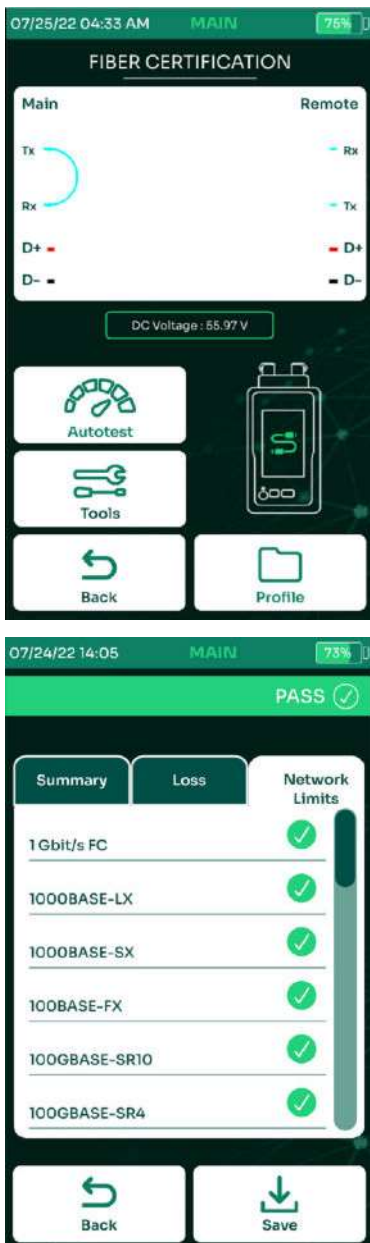 07/25/22 04:33 AM MAIN 75%
FIBER CERTIFICATION
Main Remote
Tx Rx
Rx Tx
D+ D+
D- D-
DC Voltage : 55.97 V
Autotest
Tools
Back Profile
07/24/22 14:05 MAIN 73%
PASS
Summary Loss Network
Limits
1 Gbit/s FC
1000BASE-LX
1000BASE-SX
100BASE-FX
100GBASE-SR10
100GBASE-SR4
Back Save